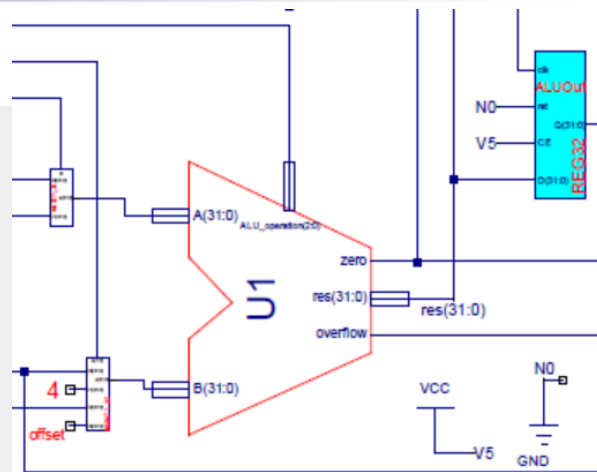 clk
ALUOut
N0
rst
Q(31:0)
V5
CE
REG32
D(31:0)
A(31:0)
ALU_operation(2:0)
zero
U1
res(31:0)
res(31:0)
overflow
B(31:0)
4
offset
VCC
N0
V5
GND